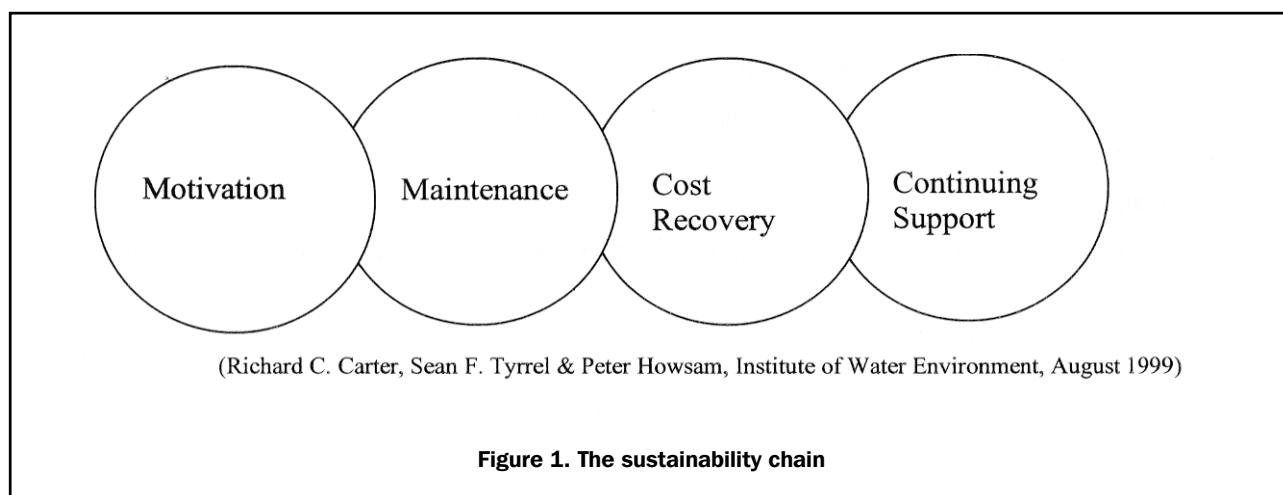 Motivation
Maintenance
Cost
Recovery
Continuing
Support
(Richard C. Carter, Sean F. Tyrrel & Peter Howsam, Institute of Water Environment, August 1999)
Figure 1. The sustainability chain